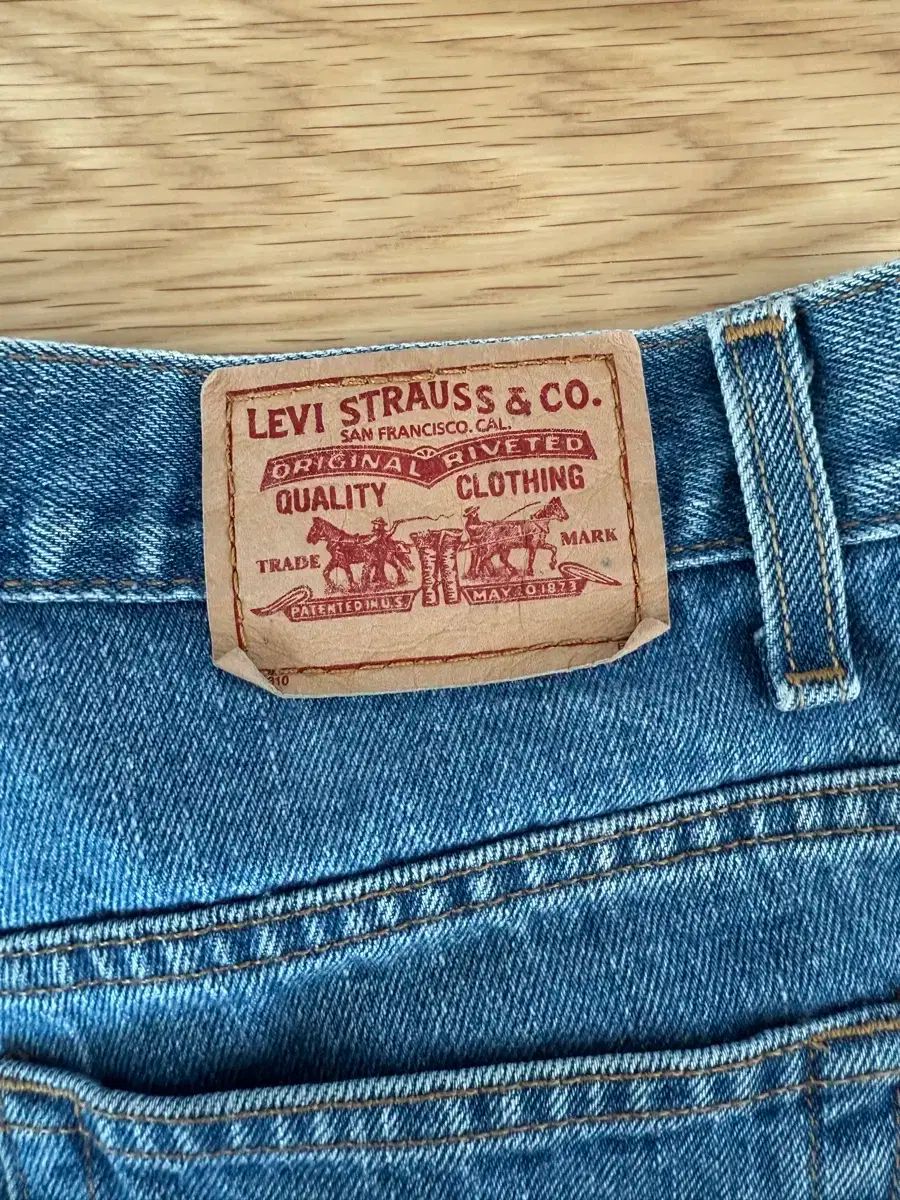 LEVI STRAUSS & CO.
SAN FRANCISCO. CAL.
ORIGINAL RIVETED
QUALITY CLOTHING
TRADE MARK
PATENTED IN U.S. MAY 20.1873